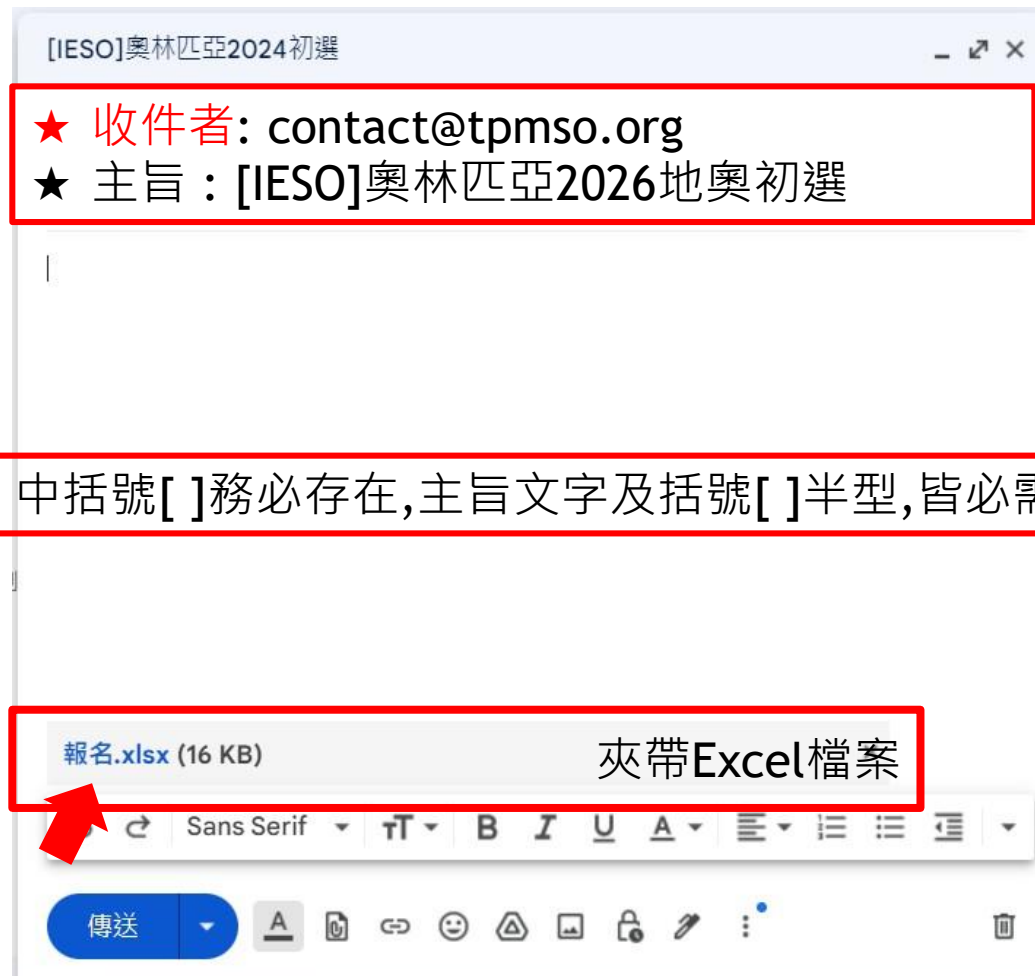 [IESO]奧林匹亞2024初選
★ 收件者: contact@tpmso.org
★ 主旨：[IESO]奧林匹亞2026地奧初選
中括號[ ]務必存在,主旨文字及括號[ ]半型,皆必需
報名.xlsx (16 KB)
夾帶Excel檔案
Sans Serif
傳送